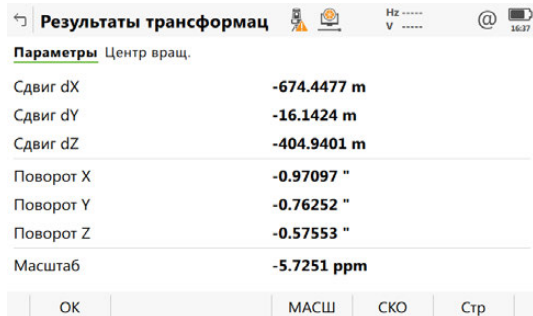 Результаты трансформац
Hz -----
V -----
@
16:37
Параметры Центр вращ.
Сдвиг dX -674.4477 m
Сдвиг dY -16.1424 m
Сдвиг dZ -404.9401 m
Поворот X -0.97097 "
Поворот Y -0.76252 "
Поворот Z -0.57553 "
Масштаб -5.7251 ppm
OK МАСШ СКО Стр